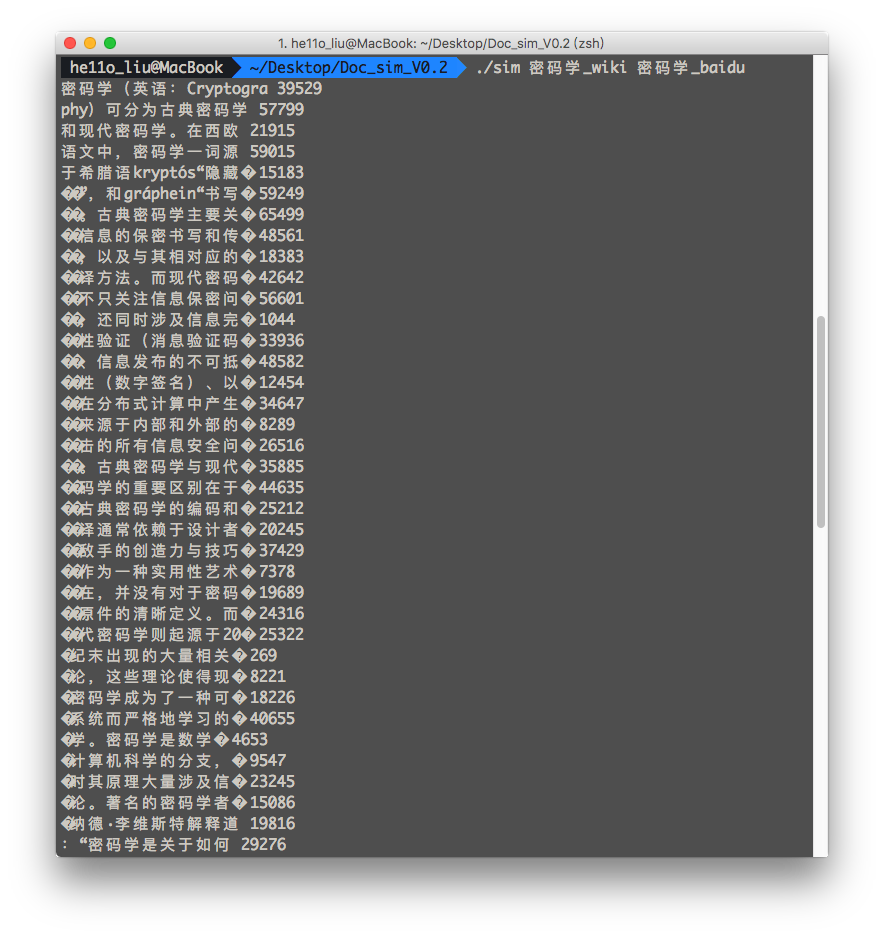 1. he11o_liu@MacBook: ~/Desktop/Doc_sim_V0.2 (zsh)
he11o_liu@MacBook ~/Desktop/Doc_sim_V0.2 ./sim 密码学_wiki 密码学_baidu
密码学（英语：Cryptogra 39529
phy）可分为古典密码学 57799
和现代密码学。在西欧 21915
语文中，密码学一词源 59015
于希腊语kryptós“隐藏�15183
��”，和gráphein“书写�59249
��。古典密码学主要关�65499
��信息的保密书写和传�48561
��，以及与其相对应的�18383
��译方法。而现代密码�42642
��不只关注信息保密问�56601
��，还同时涉及信息完�1044
��性验证（消息验证码�33936
��、信息发布的不可抵�48582
��性（数字签名）、以�12454
��在分布式计算中产生�34647
��来源于内部和外部的�8289
��击的所有信息安全问�26516
��。古典密码学与现代�35885
��码学的重要区别在于�44635
��古典密码学的编码和�25212
��译通常依赖于设计者�20245
��敌手的创造力与技巧�37429
��作为一种实用性艺术�7378
��在，并没有对于密码�19689
��原件的清晰定义。而�24316
��代密码学则起源于20�25322
�纪末出现的大量相关�269
�论，这些理论使得现�8221
�密码学成为了一种可�18226
�系统而严格地学习的�40655
�学。密码学是数学�4653
�计算机科学的分支，�9547
�时其原理大量涉及信�23245
�论。著名的密码学者�15086
�纳德·李维斯特解释道 19816
：“密码学是关于如何 29276